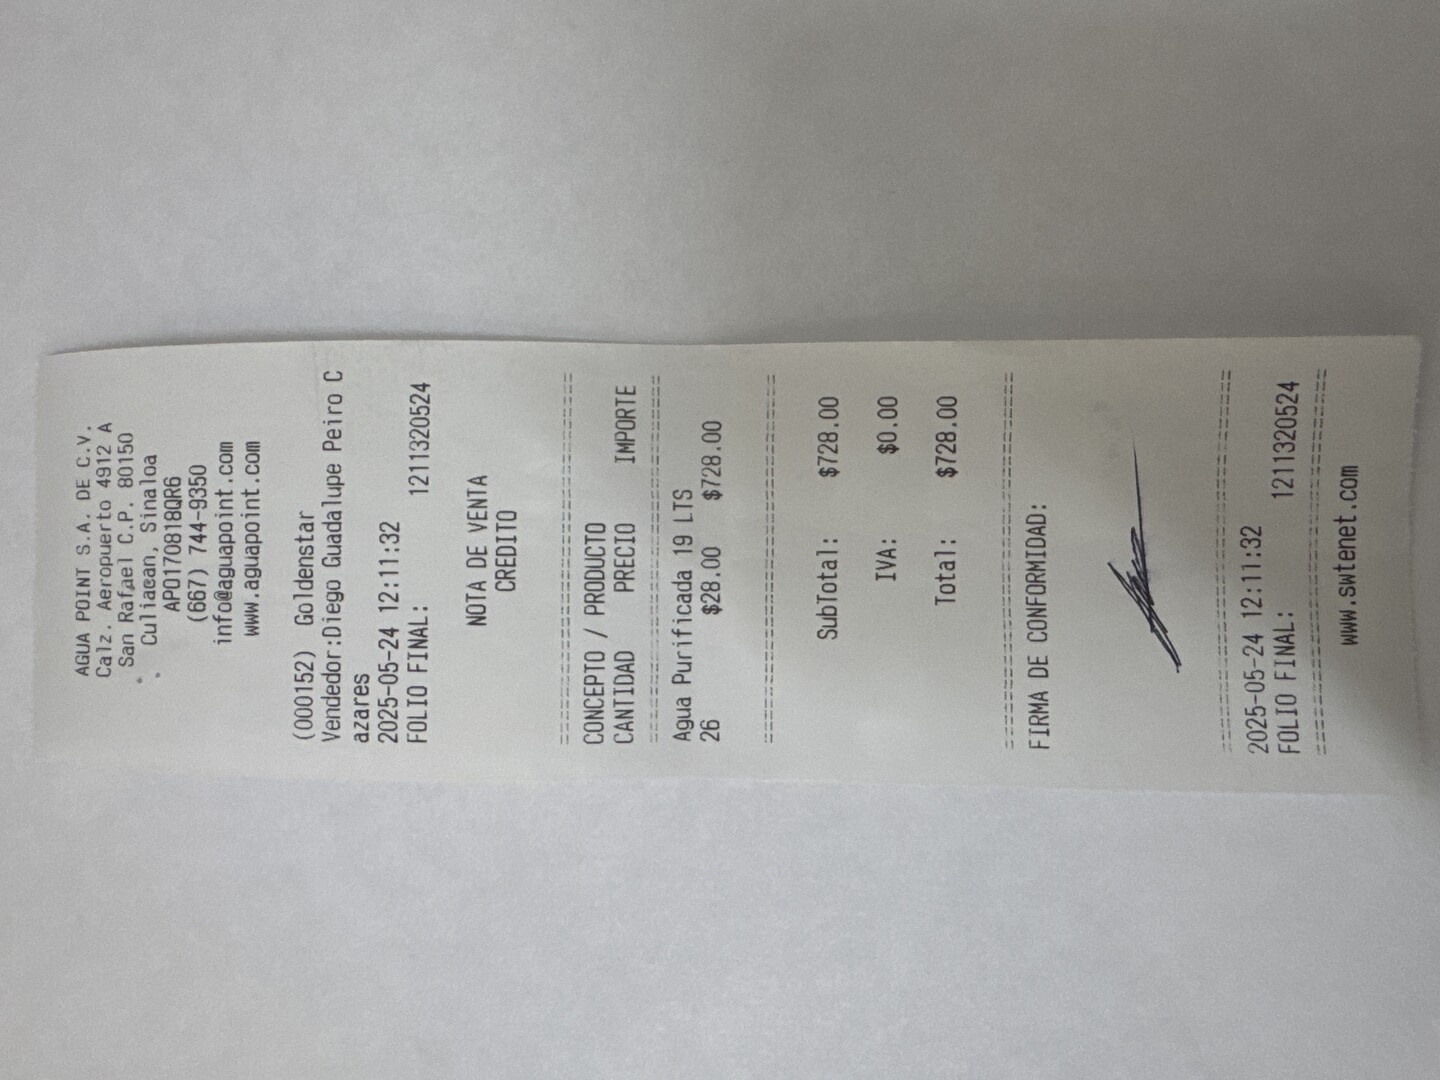 AGUA POINT S.A. DE C.V.
Calz. Aeropuerto 4912 A
San Rafael C.P. 80150
Culiacan, Sinaloa
APO170818QR6
(667) 744-9350
info@aguapoint.com
www.aguapoint.com
(000152) Goldenstar
Vendedor:Diego Guadalupe Peiro C
azares
2025-05-24 12:11:32
FOLIO FINAL: 1211320524
NOTA DE VENTA
CREDITO
================================
CONCEPTO / PRODUCTO
CANTIDAD PRECIO IMPORTE
================================
Agua Purificada 19 LTS
26 $28.00 $728.00
================================
SubTotal: $728.00
IVA: $0.00
Total: $728.00
================================
FIRMA DE CONFORMIDAD:
================================
2025-05-24 12:11:32
FOLIO FINAL: 1211320524
================================
www.swtenet.com